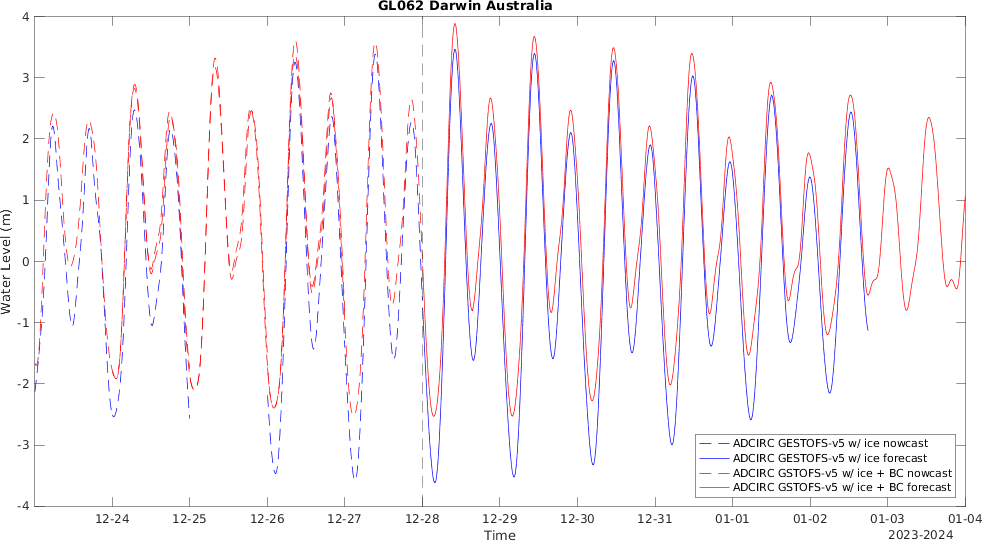 GL062 Darwin Australia
4
3
2
1
0
-1
-2
-3
-4
Water Level (m)
ADCIRC GESTOFS-v5 w/ ice nowcast
ADCIRC GESTOFS-v5 w/ ice forecast
ADCIRC GSTOFS-v5 w/ ice + BC nowcast
ADCIRC GSTOFS-v5 w/ ice + BC forecast
12-24 12-25 12-26 12-27 12-28 12-29 12-30 12-31 01-01 01-02 01-03 01-04
Time
2023-2024